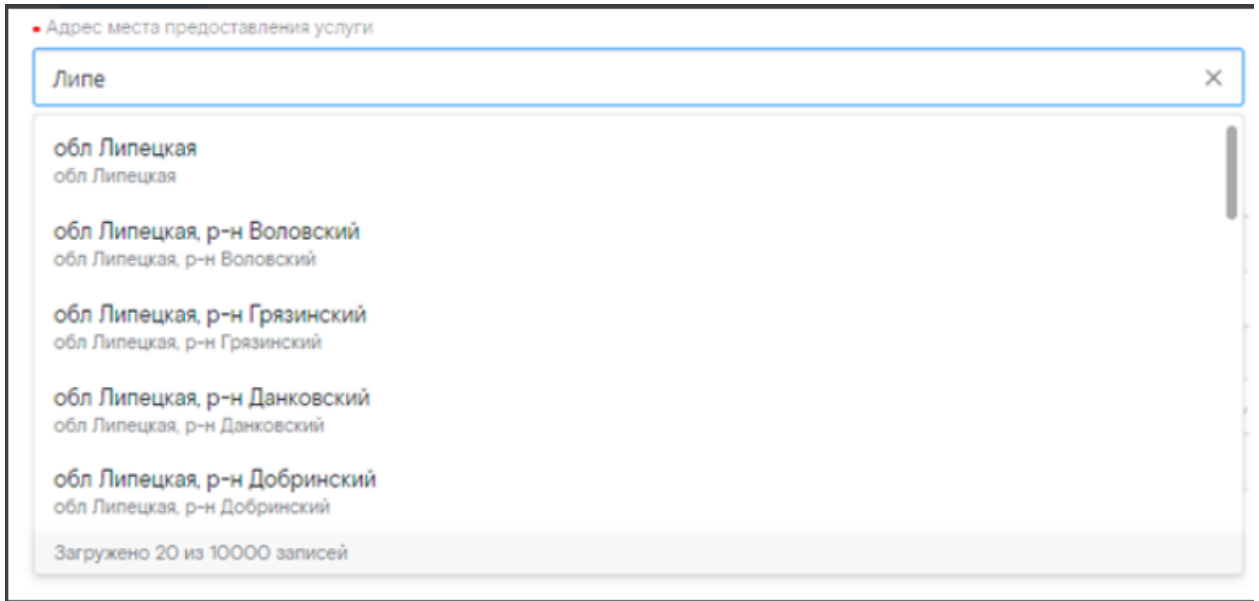 Адрес места предоставления услуги
Липе
обл Липецкая
обл Липецкая
обл Липецкая, р-н Воловский
обл Липецкая, р-н Воловский
обл Липецкая, р-н Грязинский
обл Липецкая, р-н Грязинский
обл Липецкая, р-н Данковский
обл Липецкая, р-н Данковский
обл Липецкая, р-н Добринский
обл Липецкая, р-н Добринский
Загружено 20 из 10000 записей